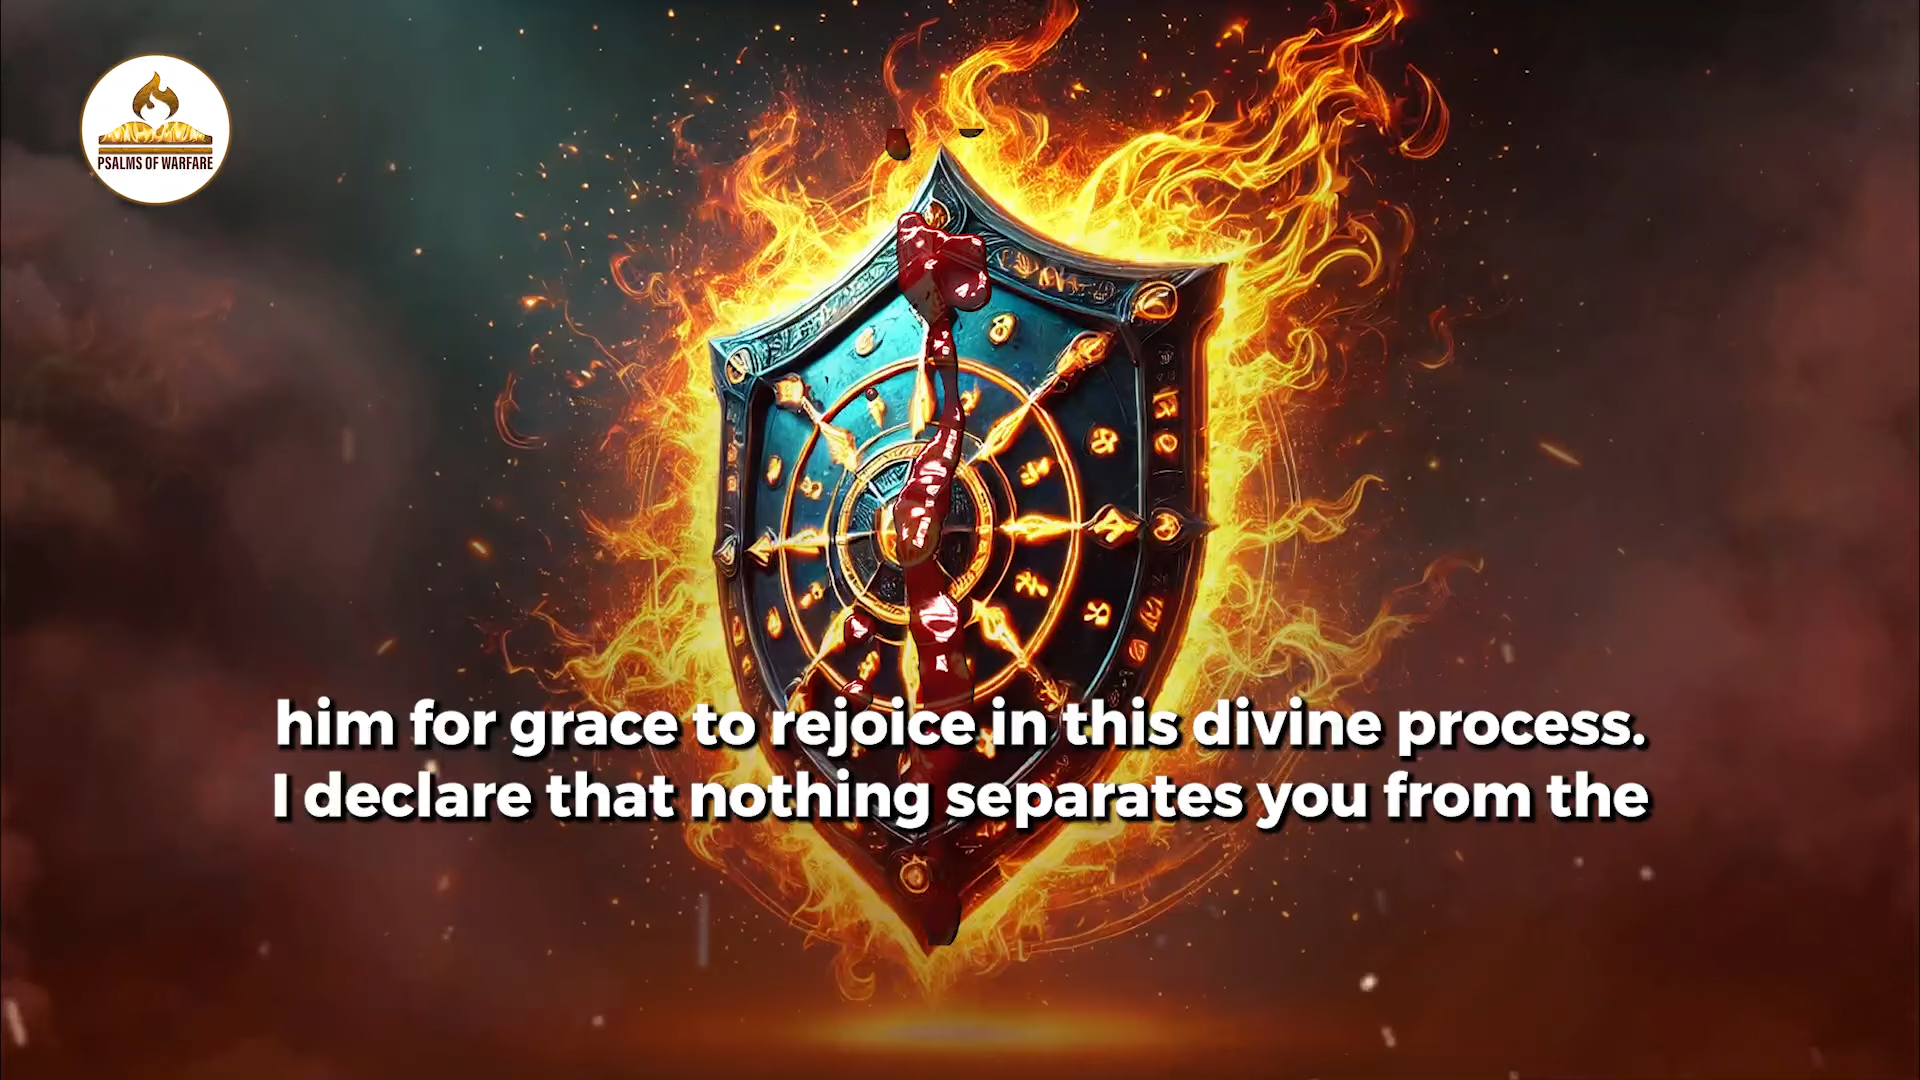 PSALMS OF WARFARE
him for grace to rejoice in this divine process.
I declare that nothing separates you from the